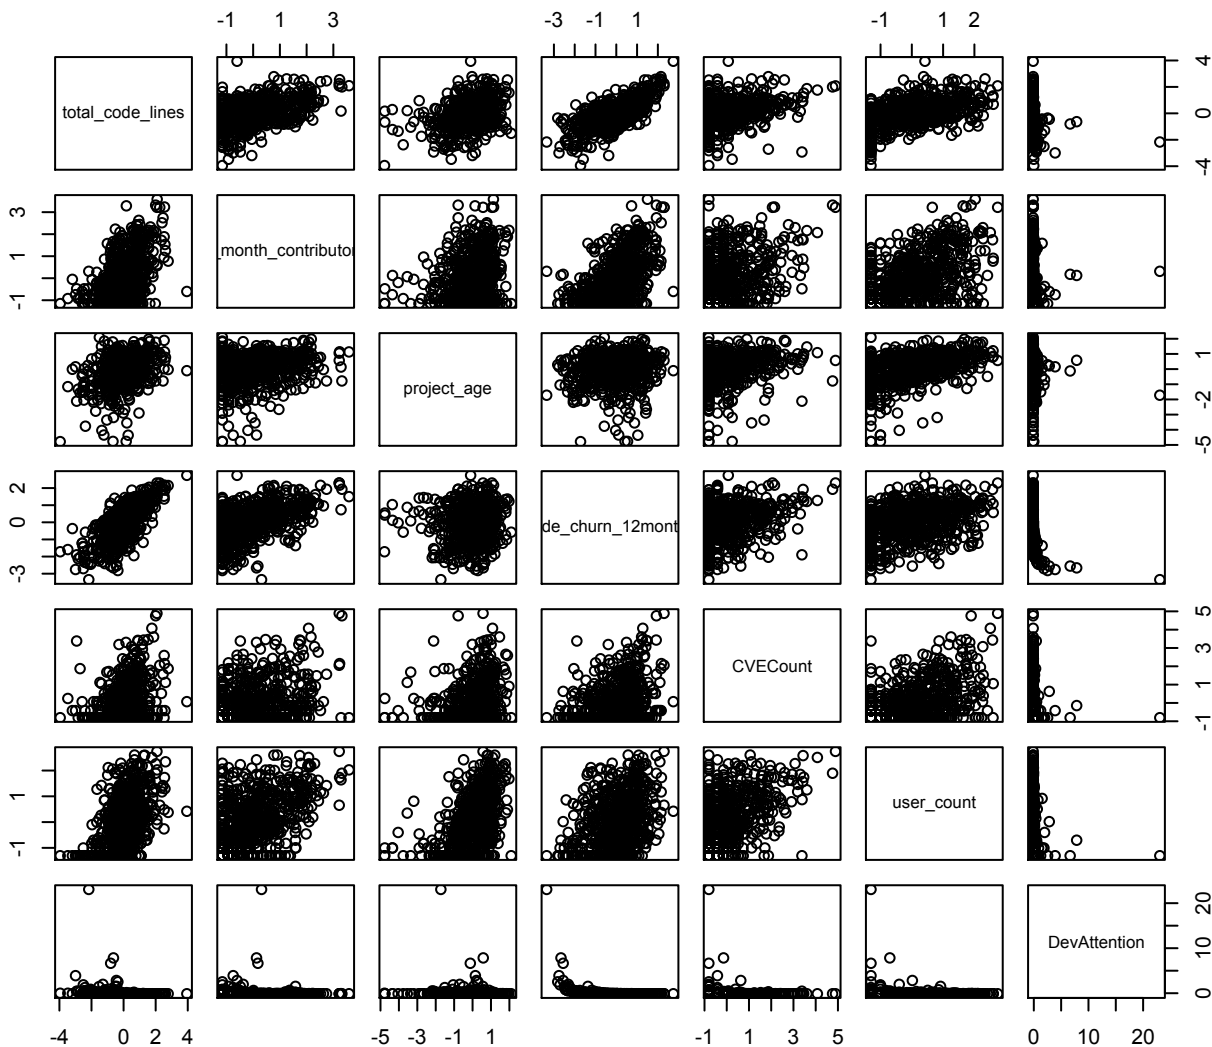 -1 1 3 -3 -1 1 -1 1 2
total_code_lines 4 0 -4
3 1 -1 _month_contributor
project_age 1 -2 -5
2 0 -3 de_churn_12mont
CVECount 5 3 1 -1
1 -1 user_count
DevAttention 20 10 5 0
-4 0 2 4 -5 -3 -1 1 -1 1 3 5 0 10 20